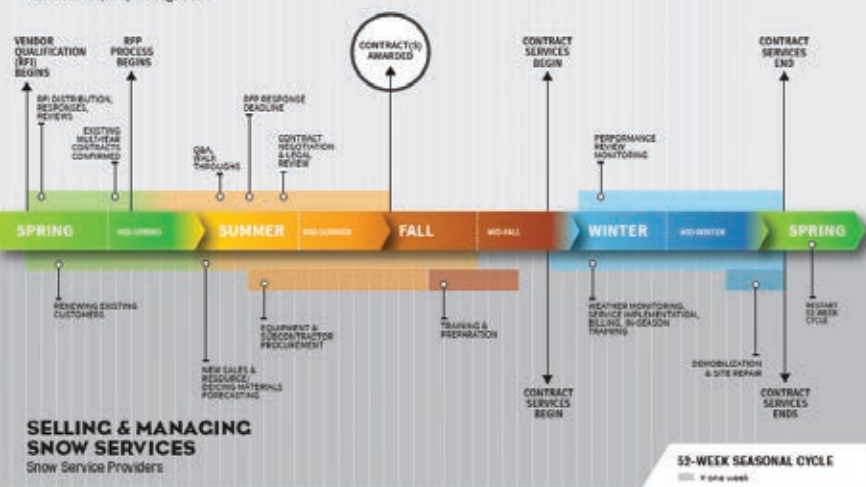 VENDOR
QUALIFICATION
(RFI)
BEGINS
RFP
PROCESS
BEGINS
CONTRACT(S)
AWARDED
CONTRACT
SERVICES
BEGIN
CONTRACT
SERVICES
END
RFI DISTRIBUTION,
RESPONSES,
REVIEWS
EXISTING
MULTI-YEAR
CONTRACTS
CONFIRMED
Q&A,
WALK
THROUGHS
RFP RESPONSE
DEADLINE
CONTRACT
NEGOTIATION
& LEGAL
REVIEW
PERFORMANCE
REVIEW
MONITORING
SPRING
MID-SPRING
SUMMER
MID-SUMMER
FALL
MID-FALL
WINTER
MID-WINTER
SPRING
RENEWING EXISTING
CUSTOMERS
NEW SALES &
RESOURCE/
DEICING MATERIALS
FORECASTING
EQUIPMENT &
SUBCONTRACTOR
PROCUREMENT
TRAINING &
PREPARATION
CONTRACT
SERVICES
BEGIN
WEATHER MONITORING,
SERVICE IMPLEMENTATION,
BILLING, IN-SEASON
TRAINING
DEMOBILIZATION
& SITE REPAIR
CONTRACT
SERVICES
ENDS
RESTART
52-WEEK
CYCLE
SELLING & MANAGING
SNOW SERVICES
Snow Service Providers
52-WEEK SEASONAL CYCLE
= one week